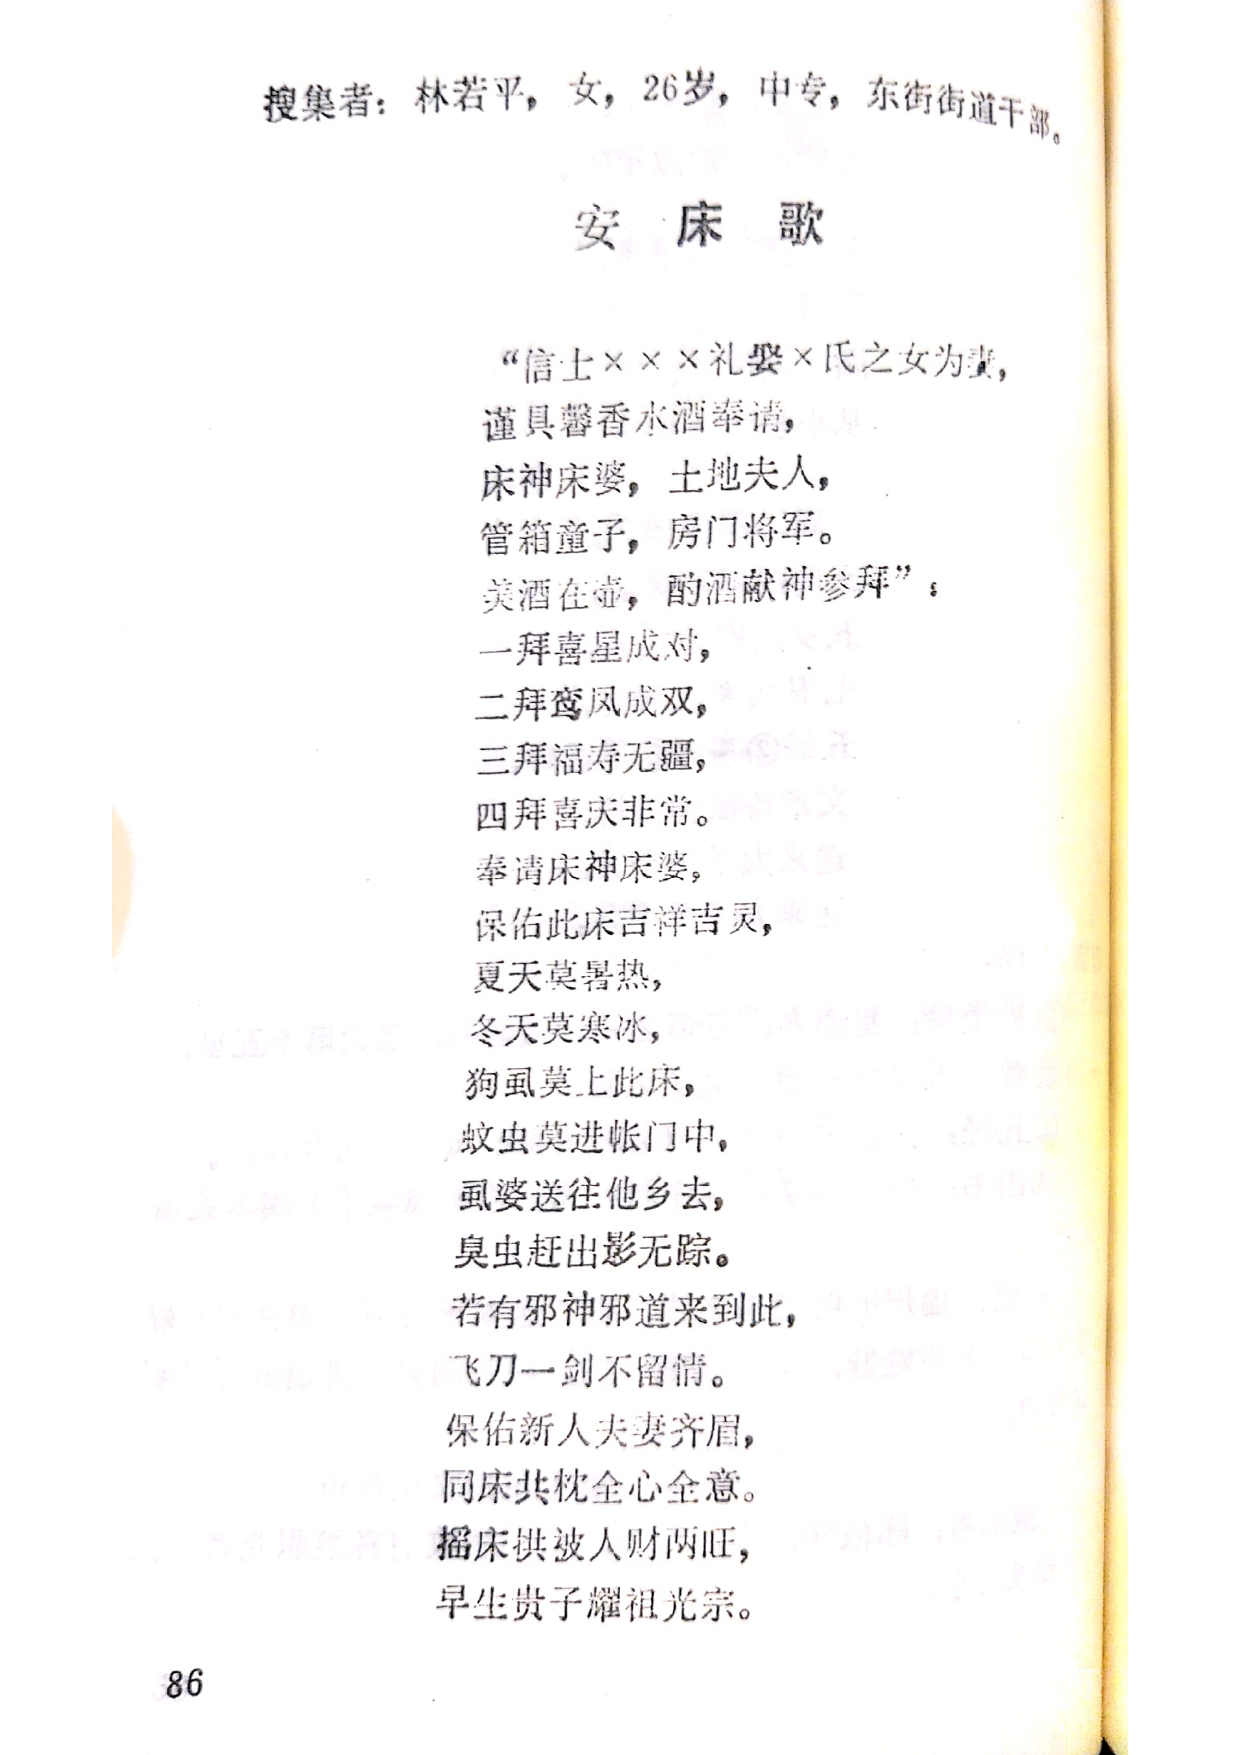 搜集者：林若平，女，26岁，中专，东街街道干部。
安床歌
“信士×××礼娶×氏之女为妻，
谨具馨香水酒奉请，
床神床婆，土地夫人，
管箱童子，房门将军。
美酒在壶，酌酒献神参拜”：
一拜喜星成对，
二拜鸾凤成双，
三拜福寿无疆，
四拜喜庆非常。
奉请床神床婆，
保佑此床吉祥吉灵，
夏天莫暑热，
冬天莫寒冰，
狗虱莫上此床，
蚊虫莫进帐门中，
虱婆送往他乡去，
臭虫赶出影无踪。
若有邪神邪道来到此，
飞刀一剑不留情。
保佑新人夫妻齐眉，
同床共枕全心全意。
摇床拱被人财两旺，
早生贵子耀祖光宗。
86